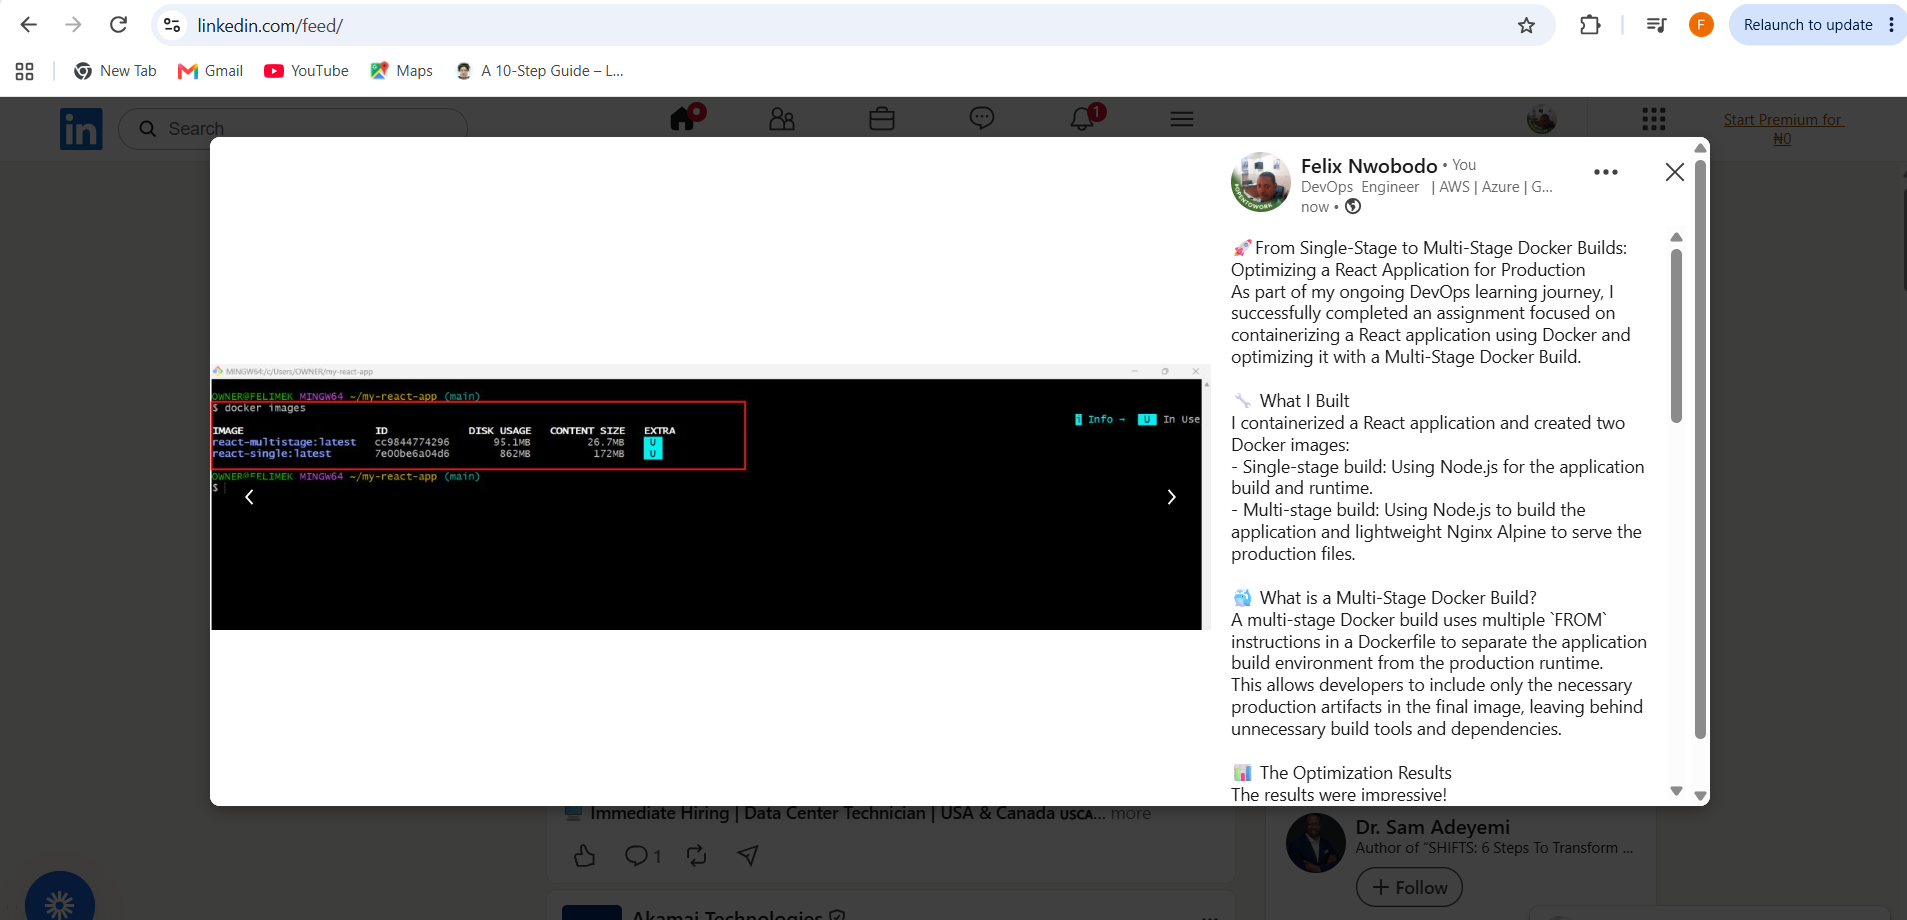 linkedin.com/feed/
F
Relaunch to update
New Tab
Gmail
YouTube
Maps
A 10-Step Guide – L...
in
Search
1
Start Premium for
₦0
MINGW64:/c/Users/OWNER/my-react-app
OWNER@FELIMEK MINGW64 ~/my-react-app (main)
$ docker images
Info → U In Use
IMAGE ID DISK USAGE CONTENT SIZE EXTRA
react-multistage:latest cc9844774296 95.1MB 26.7MB U
react-single:latest 7e00be6a04d6 862MB 172MB U
OWNER@FELIMEK MINGW64 ~/my-react-app (main)
$
Felix Nwobodo • You
DevOps Engineer | AWS | Azure | G...
now •
🚀From Single-Stage to Multi-Stage Docker Builds:
Optimizing a React Application for Production
As part of my ongoing DevOps learning journey, I
successfully completed an assignment focused on
containerizing a React application using Docker and
optimizing it with a Multi-Stage Docker Build.
🔧 What I Built
I containerized a React application and created two
Docker images:
- Single-stage build: Using Node.js for the application
build and runtime.
- Multi-stage build: Using Node.js to build the
application and lightweight Nginx Alpine to serve the
production files.
🐳 What is a Multi-Stage Docker Build?
A multi-stage Docker build uses multiple `FROM`
instructions in a Dockerfile to separate the application
build environment from the production runtime.
This allows developers to include only the necessary
production artifacts in the final image, leaving behind
unnecessary build tools and dependencies.
📊 The Optimization Results
The results were impressive!
Immediate Hiring | Data Center Technician | USA & Canada USCA... more
1
Akamai Technologies
Dr. Sam Adeyemi
Author of "SHIFTS: 6 Steps To Transform ...
+ Follow